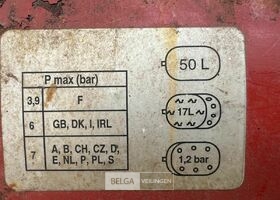 P max (bar)
3,9 F
6 GB, DK, I, IRL
7 A, B, CH, CZ, D,
E, NL, P, PL, S
50 L
17L
1,2 bar
BELGA VEILINGEN